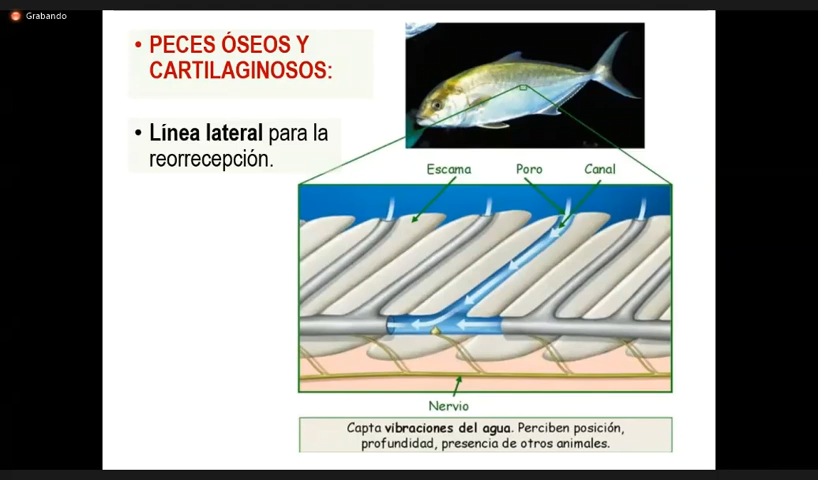 Grabando
• PECES ÓSEOS Y
CARTILAGINOSOS:
• Línea lateral para la
reorrecepción.
Escama
Poro
Canal
Nervio
Capta vibraciones del agua. Perciben posición,
profundidad, presencia de otros animales.